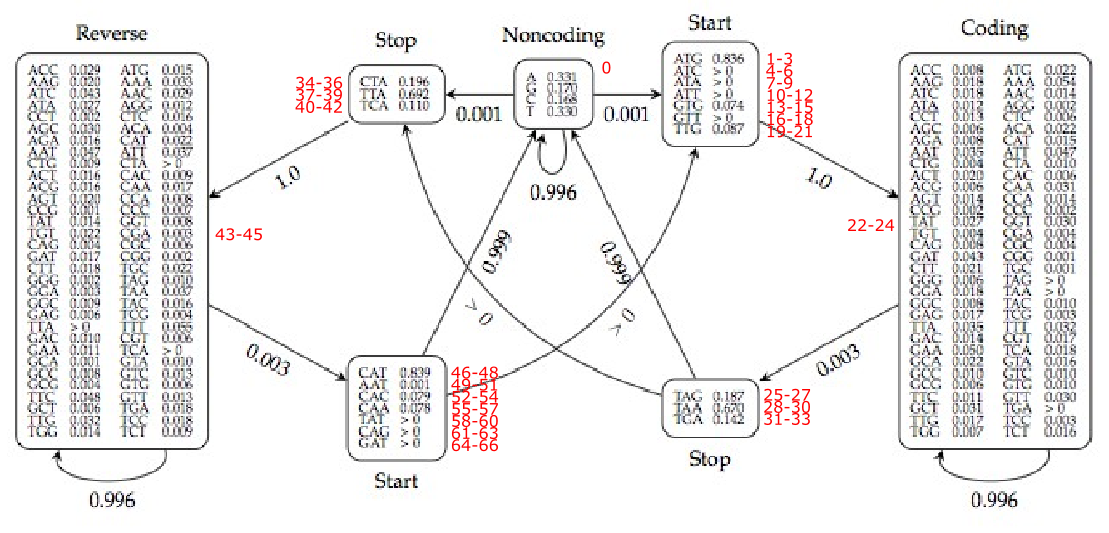 Reverse
ACC 0.029 ATG 0.015
AAG 0.020 AAA 0.033
ATC 0.043 AAC 0.029
ATA 0.027 AGG 0.012
CCT 0.002 CTC 0.016
AGC 0.030 ACA 0.004
AGA 0.016 CAT 0.022
AAT 0.047 ATT 0.037
CTG 0.009 CTA > 0
ACT 0.016 CAC 0.009
ACG 0.016 CAA 0.017
AGT 0.020 CCA 0.008
CCG 0.001 CCC 0.007
TAT 0.014 GGT 0.008
TGT 0.022 CGA 0.003
CAG 0.004 CGC 0.006
GAT 0.017 CGG 0.002
CTT 0.018 TGC 0.022
GGG 0.002 TAG 0.010
GGA 0.003 TAA 0.037
GGC 0.009 TAC 0.016
GAG 0.006 TCG 0.004
TTA > 0 TTT 0.055
GAC 0.010 CGT 0.006
GAA 0.011 TCA > 0
GCA 0.001 GTA 0.010
GCC 0.008 GTC 0.013
GCG 0.004 GTG 0.006
TTC 0.048 GTT 0.013
GCT 0.006 TGA 0.018
TTG 0.032 TCC 0.018
TGG 0.014 TCT 0.009
0.996
43-45
Stop
34-36 CTA 0.196
37-39 TTA 0.692
40-42 TCA 0.110
1.0
0.003
Noncoding
A 0.331
G 0.170
C 0.168
T 0.330
0
0.001
0.001
0.996
0.999
0.999
> 0
> 0
Start
ATG 0.836 1-3
ATC > 0 4-6
ATA > 0 7-9
ATT > 0 10-12
GTG 0.074 13-15
GTT > 0 16-18
TTG 0.087 19-21
1.0
22-24
0.003
CAT 0.839 46-48
AAT 0.001 49-51
CAC 0.029 52-54
CAA 0.078 55-57
TAT > 0 58-60
CAG > 0 61-63
GAT > 0 64-66
Start
TAG 0.187 25-27
TAA 0.670 28-30
TGA 0.142 31-33
Stop
Coding
ACC 0.008 ATG 0.022
AAG 0.018 AAA 0.054
ATC 0.018 AAC 0.014
ATA 0.012 AGG 0.002
CCT 0.013 CTC 0.006
AGC 0.006 ACA 0.022
AGA 0.008 CAT 0.015
AAT 0.035 ATT 0.047
CTG 0.004 CTA 0.010
ACT 0.020 CAC 0.006
ACG 0.006 CAA 0.031
AGT 0.014 CCA 0.014
CCG 0.002 CCC 0.002
TAT 0.027 GGT 0.030
TGT 0.004 CGA 0.004
CAG 0.008 CGC 0.004
GAT 0.043 CGG 0.001
CTT 0.021 TGC 0.001
GGG 0.006 TAG > 0
GGA 0.018 TAA > 0
GGC 0.008 TAC 0.010
GAG 0.017 TCG 0.003
TTA 0.035 TTT 0.032
GAC 0.014 CGT 0.017
GAA 0.050 TCA 0.018
GCA 0.022 GTA 0.016
GCC 0.010 GTC 0.010
GCG 0.006 GTG 0.010
TTC 0.011 GTT 0.030
GCT 0.031 TGA > 0
TTG 0.017 TCC 0.003
TGG 0.007 TCT 0.016
0.996